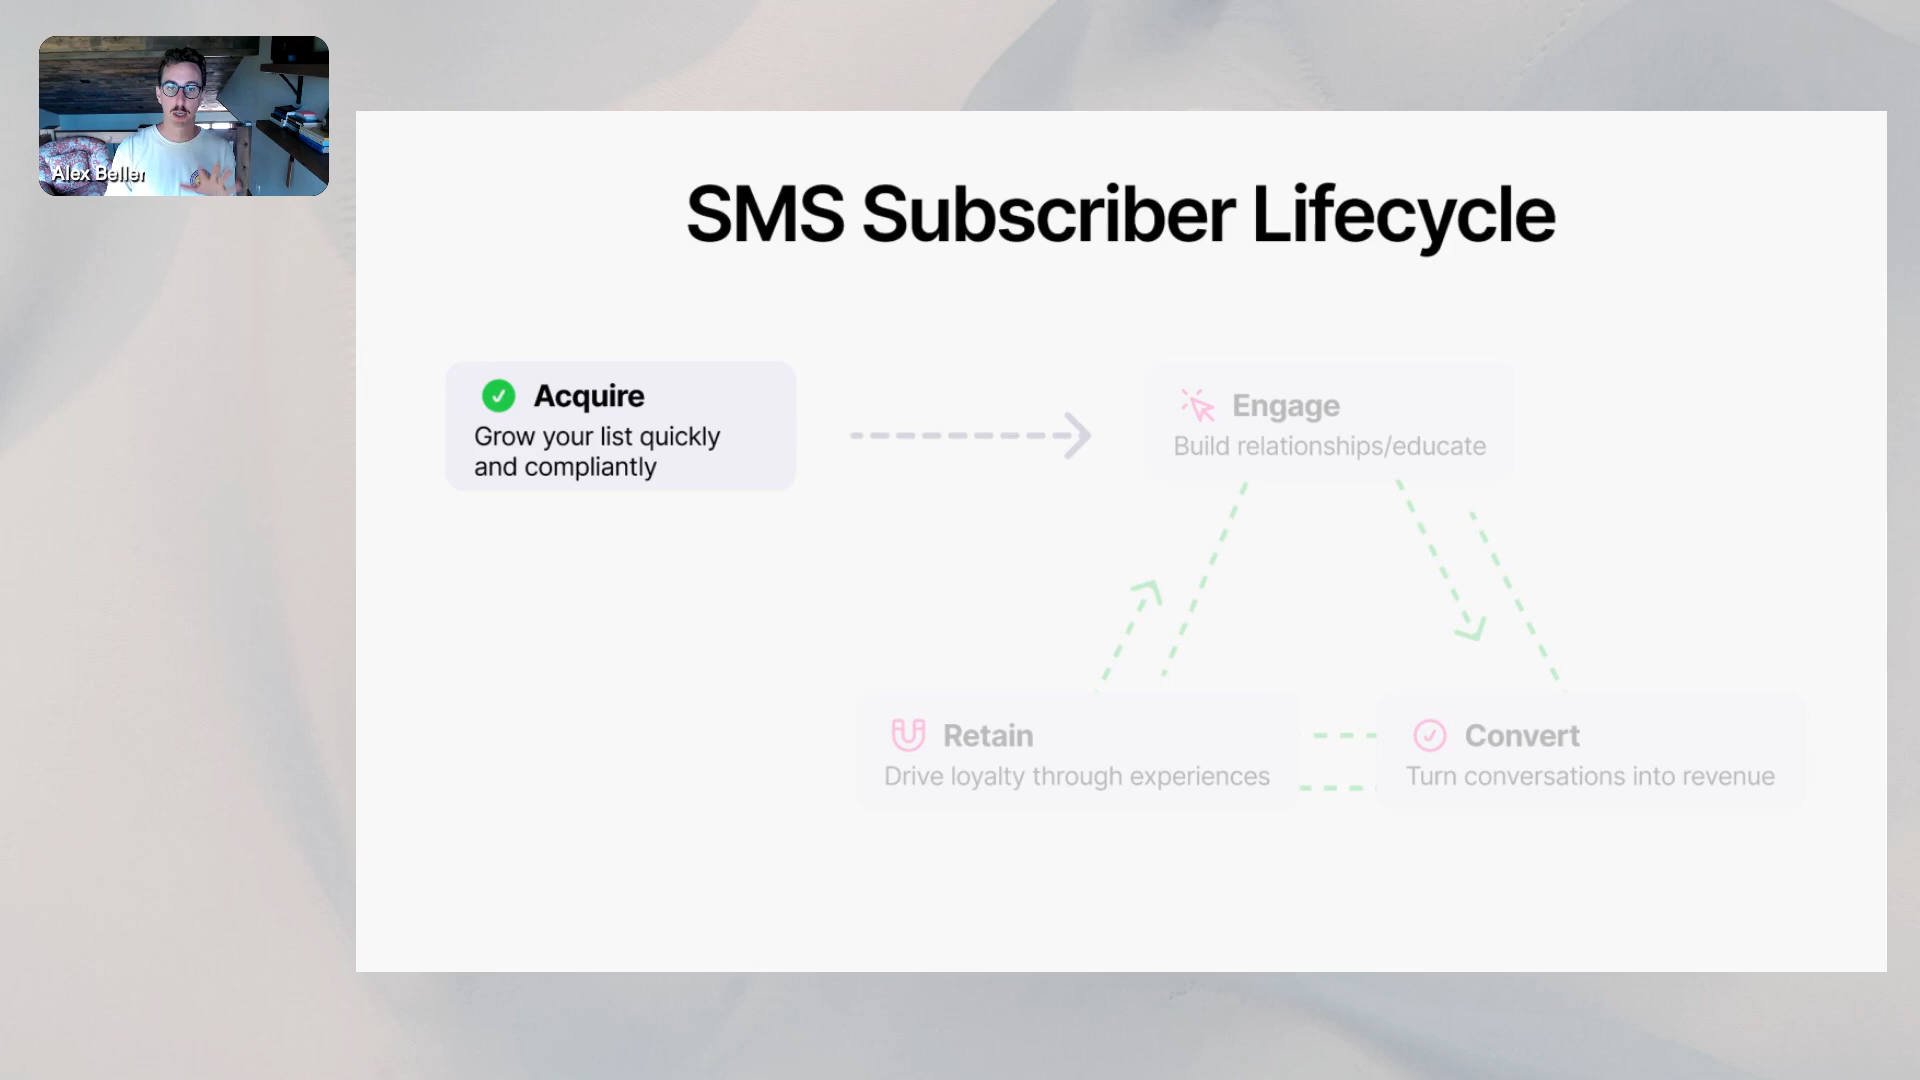 Alex Beller
SMS Subscriber Lifecycle
Acquire
Grow your list quickly
and compliantly
Engage
Build relationships/educate
Retain
Drive loyalty through experiences
Convert
Turn conversations into revenue